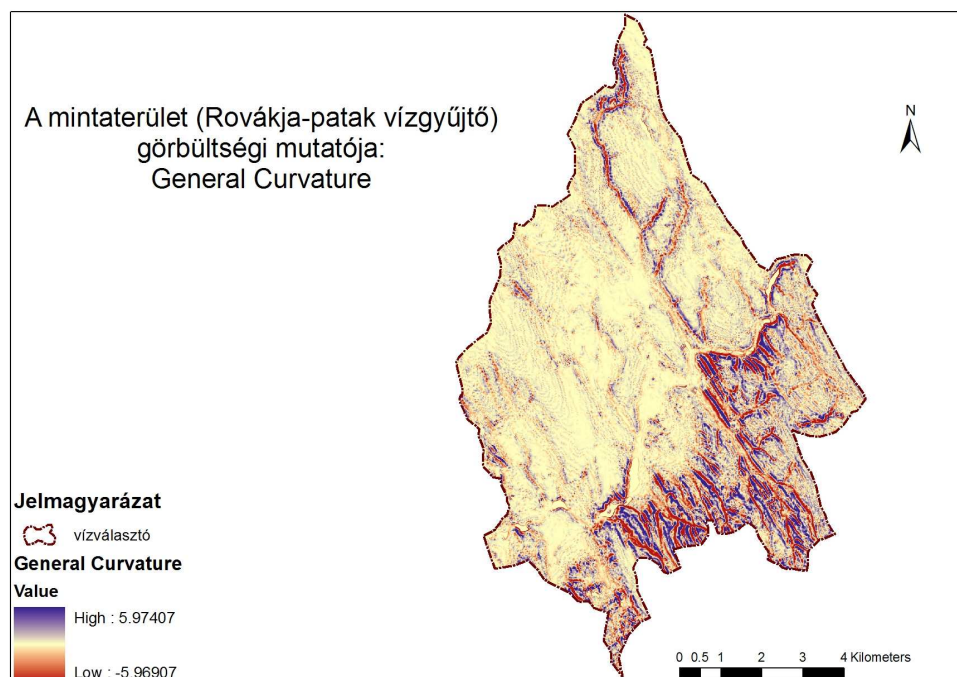 A mintaterület (Rovákja-patak vízgyűjtő)
görbültségi mutatója:
General Curvature
N
Jelmagyarázat
vízválasztó
General Curvature
Value
High : 5.97407
Low : -5.96907
0 0.5 1 2 3 4 Kilometers